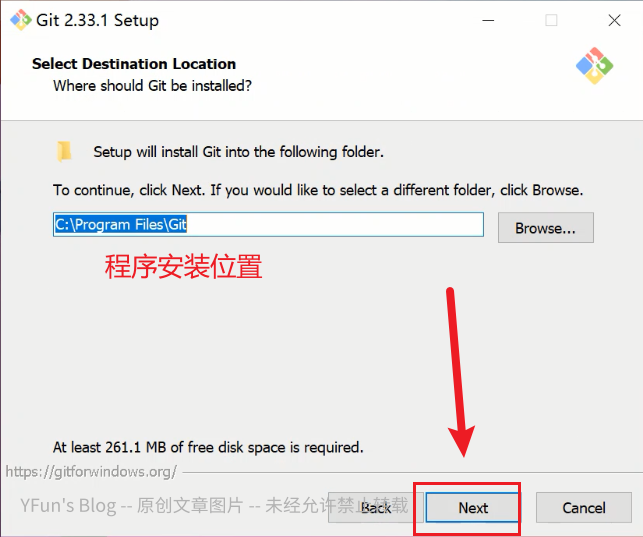 Git 2.33.1 Setup
Select Destination Location
Where should Git be installed?
Setup will install Git into the following folder.
To continue, click Next. If you would like to select a different folder, click Browse.
C:\Program Files\Git
Browse...
程序安装位置
At least 261.1 MB of free disk space is required.
https://gitforwindows.org/
YFun's Blog -- 原创文章图片 -- 未经允许禁止转载
Back
Next
Cancel